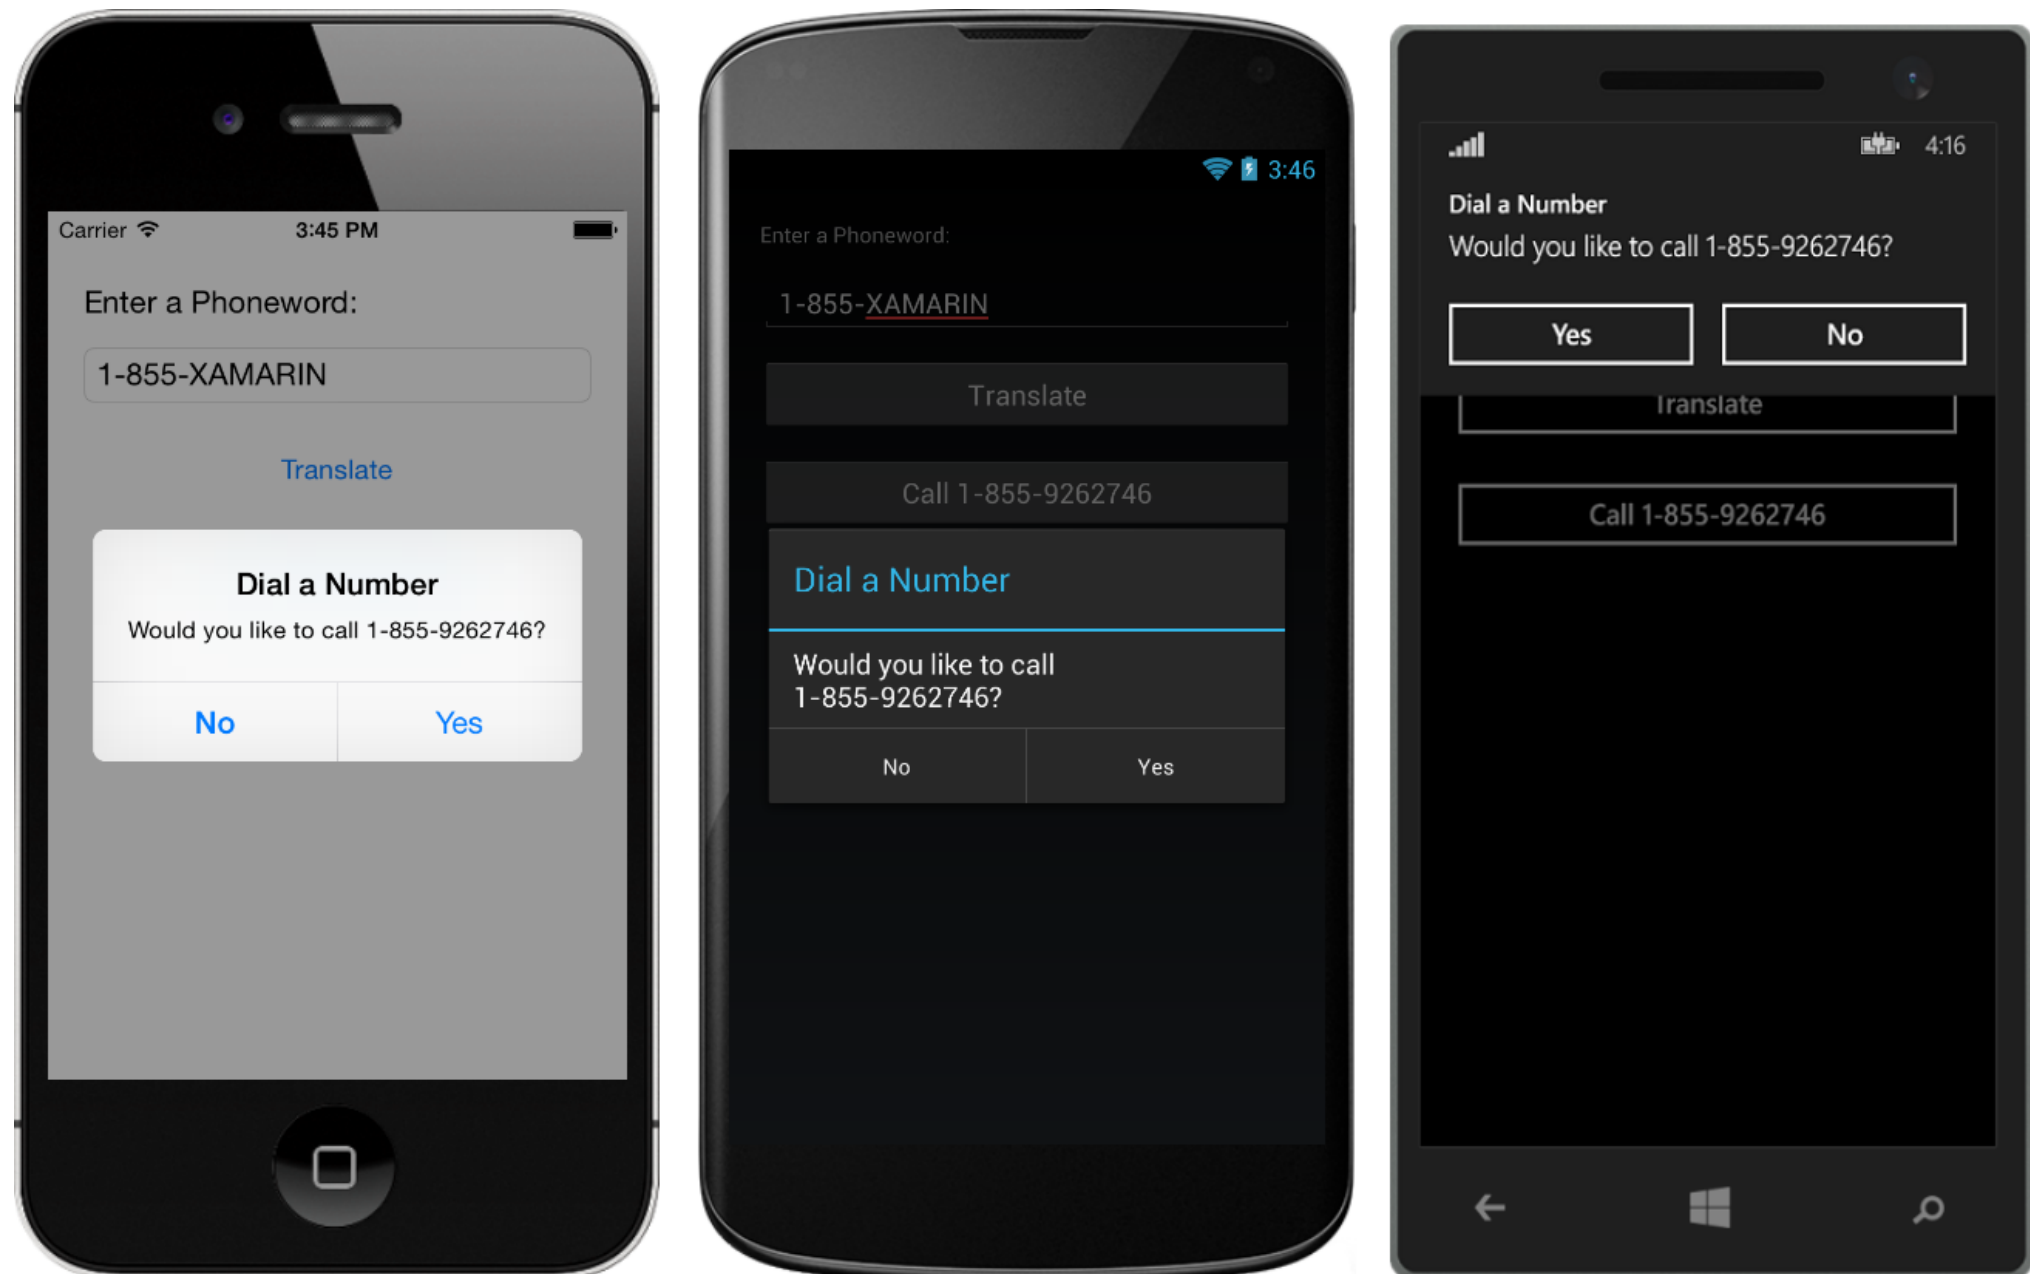 Carrier 3:45 PM
Enter a Phoneword:
1-855-XAMARIN
Translate
Dial a Number
Would you like to call 1-855-9262746?
No Yes
3:46
Enter a Phoneword:
1-855-XAMARIN
Translate
Call 1-855-9262746
Dial a Number
Would you like to call
1-855-9262746?
No Yes
4:16
Dial a Number
Would you like to call 1-855-9262746?
Yes No
Translate
Call 1-855-9262746